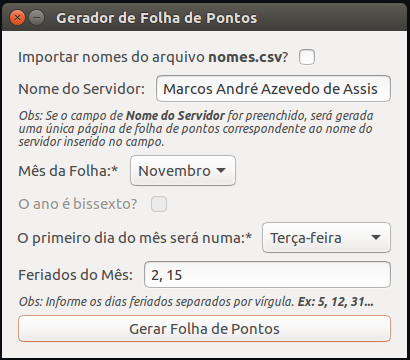 Gerador de Folha de Pontos
Importar nomes do arquivo nomes.csv?
Nome do Servidor: Marcos André Azevedo de Assis
Obs: Se o campo de Nome do Servidor for preenchido, será gerada
uma única página de folha de pontos correspondente ao nome do
servidor inserido no campo.
Mês da Folha:* Novembro
O ano é bissexto?
O primeiro dia do mês será numa:* Terça-feira
Feriados do Mês: 2, 15
Obs: Informe os dias feriados separados por vírgula. Ex: 5, 12, 31...
Gerar Folha de Pontos